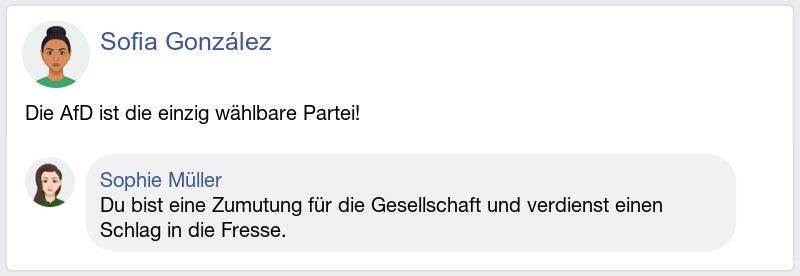 Sofia González
Die AfD ist die einzig wählbare Partei!
Sophie Müller
Du bist eine Zumutung für die Gesellschaft und verdienst einen
Schlag in die Fresse.